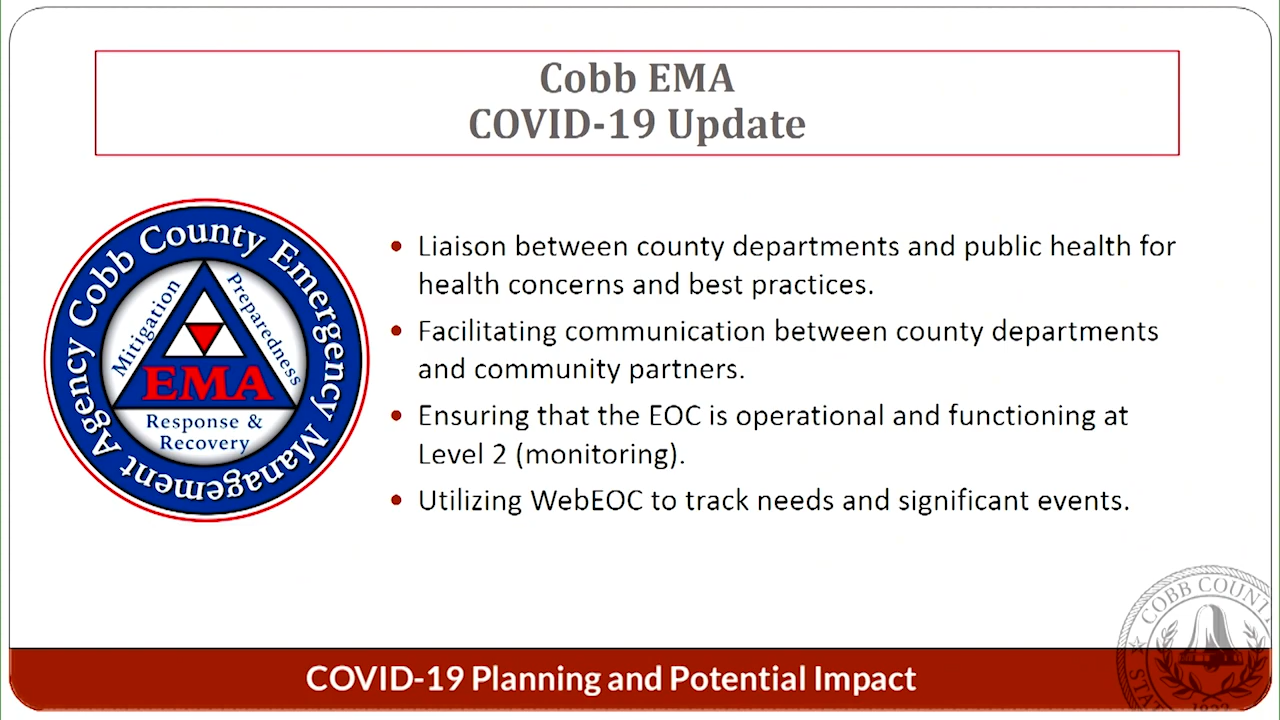 Cobb EMA
COVID-19 Update
Cobb County Emergency Management Agency
Mitigation
Preparedness
EMA
Response &
Recovery
• Liaison between county departments and public health for
health concerns and best practices.
• Facilitating communication between county departments
and community partners.
• Ensuring that the EOC is operational and functioning at
Level 2 (monitoring).
• Utilizing WebEOC to track needs and significant events.
COBB COUNT
STAT
1832
COVID-19 Planning and Potential Impact